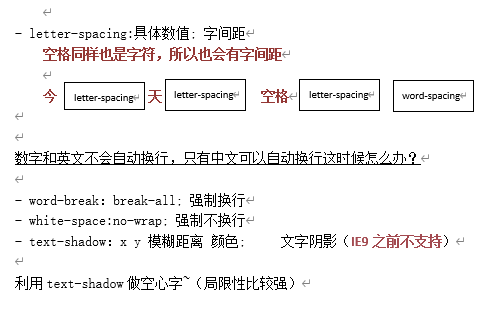 - letter-spacing:具体数值; 字间距
空格同样也是字符，所以也会有字间距
今 letter-spacing 天 letter-spacing 空格 letter-spacing word-spacing
数字和英文不会自动换行，只有中文可以自动换行这时候怎么办？
- word-break: break-all; 强制换行
- white-space:no-wrap; 强制不换行
- text-shadow: x y 模糊距离 颜色; 文字阴影（IE9 之前不支持）
利用 text-shadow 做空心字~（局限性比较强）